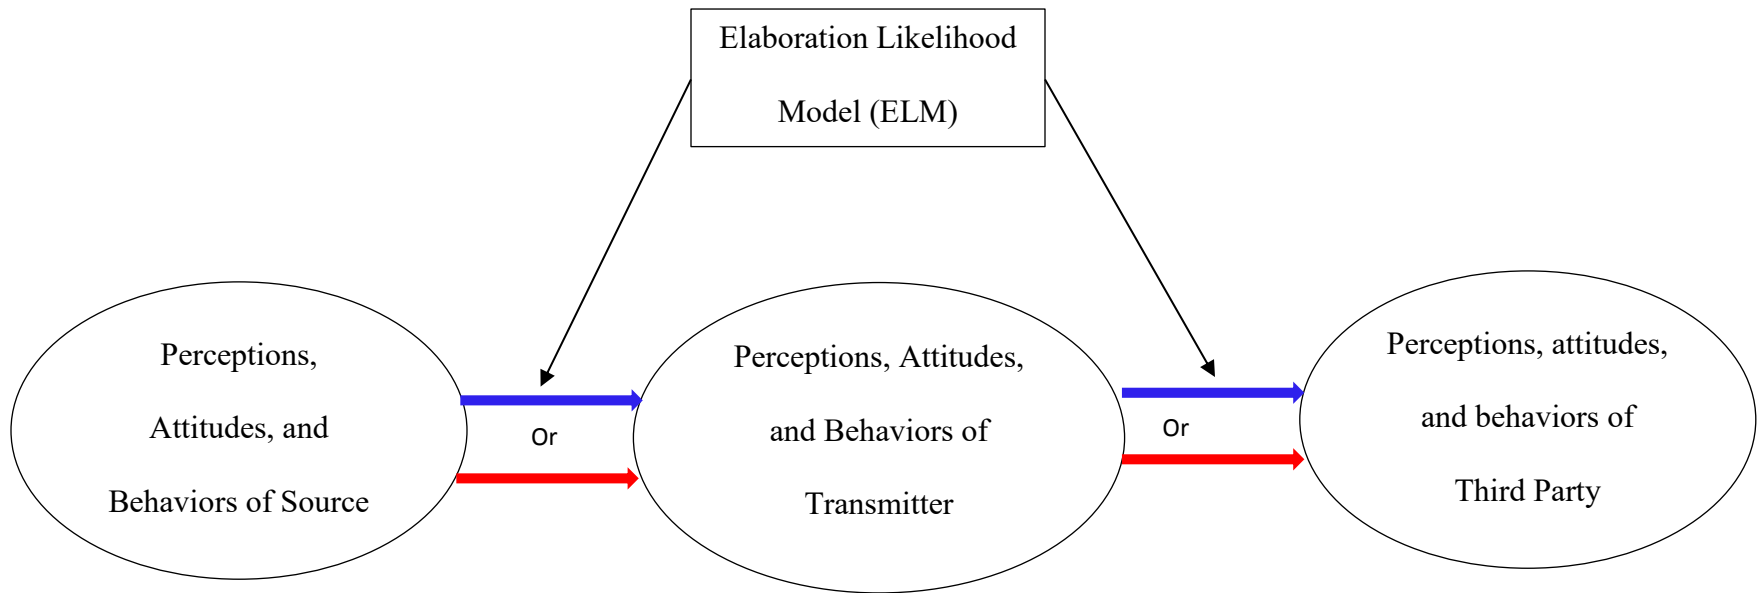 Elaboration Likelihood
Model (ELM)
Perceptions,
Attitudes, and
Behaviors of Source
Or
Perceptions, Attitudes,
and Behaviors of
Transmitter
Or
Perceptions, attitudes,
and behaviors of
Third Party